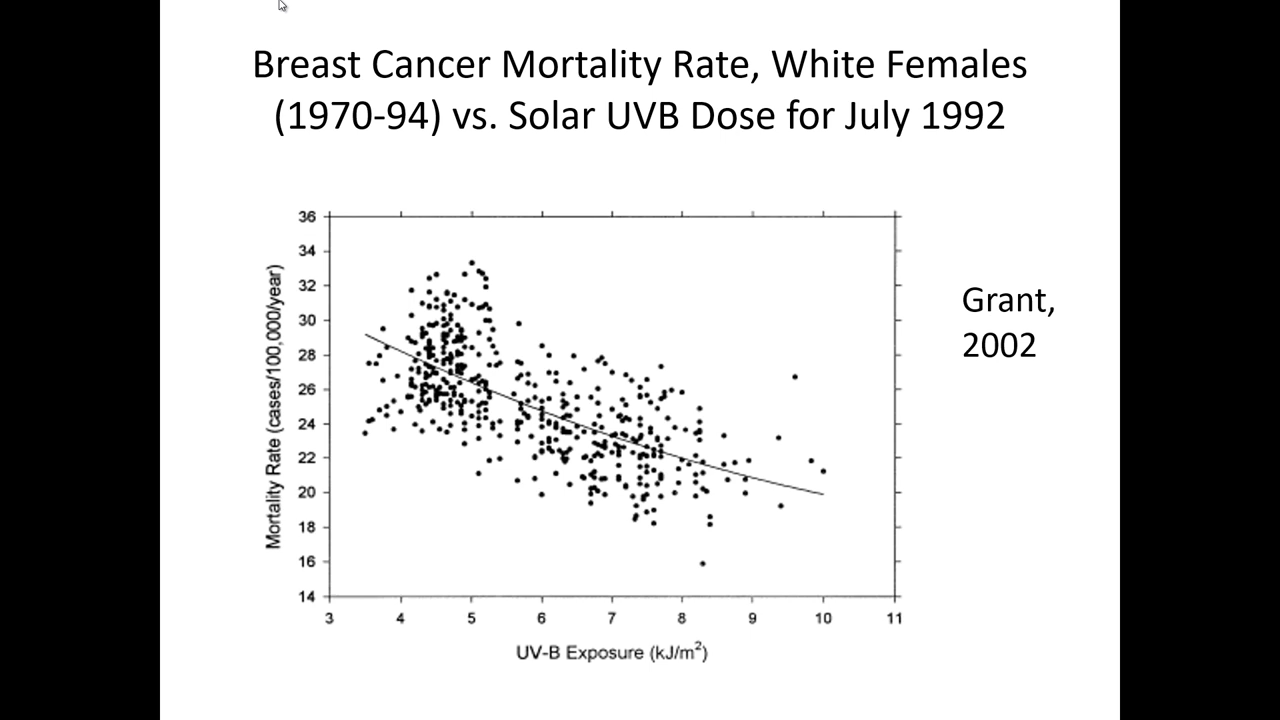 Breast Cancer Mortality Rate, White Females
(1970-94) vs. Solar UVB Dose for July 1992
36
34
32
30
28
26
24
22
20
18
16
14
Mortality Rate (cases/100,000/year)
3 4 5 6 7 8 9 10 11
UV-B Exposure (kJ/m²)
Grant,
2002